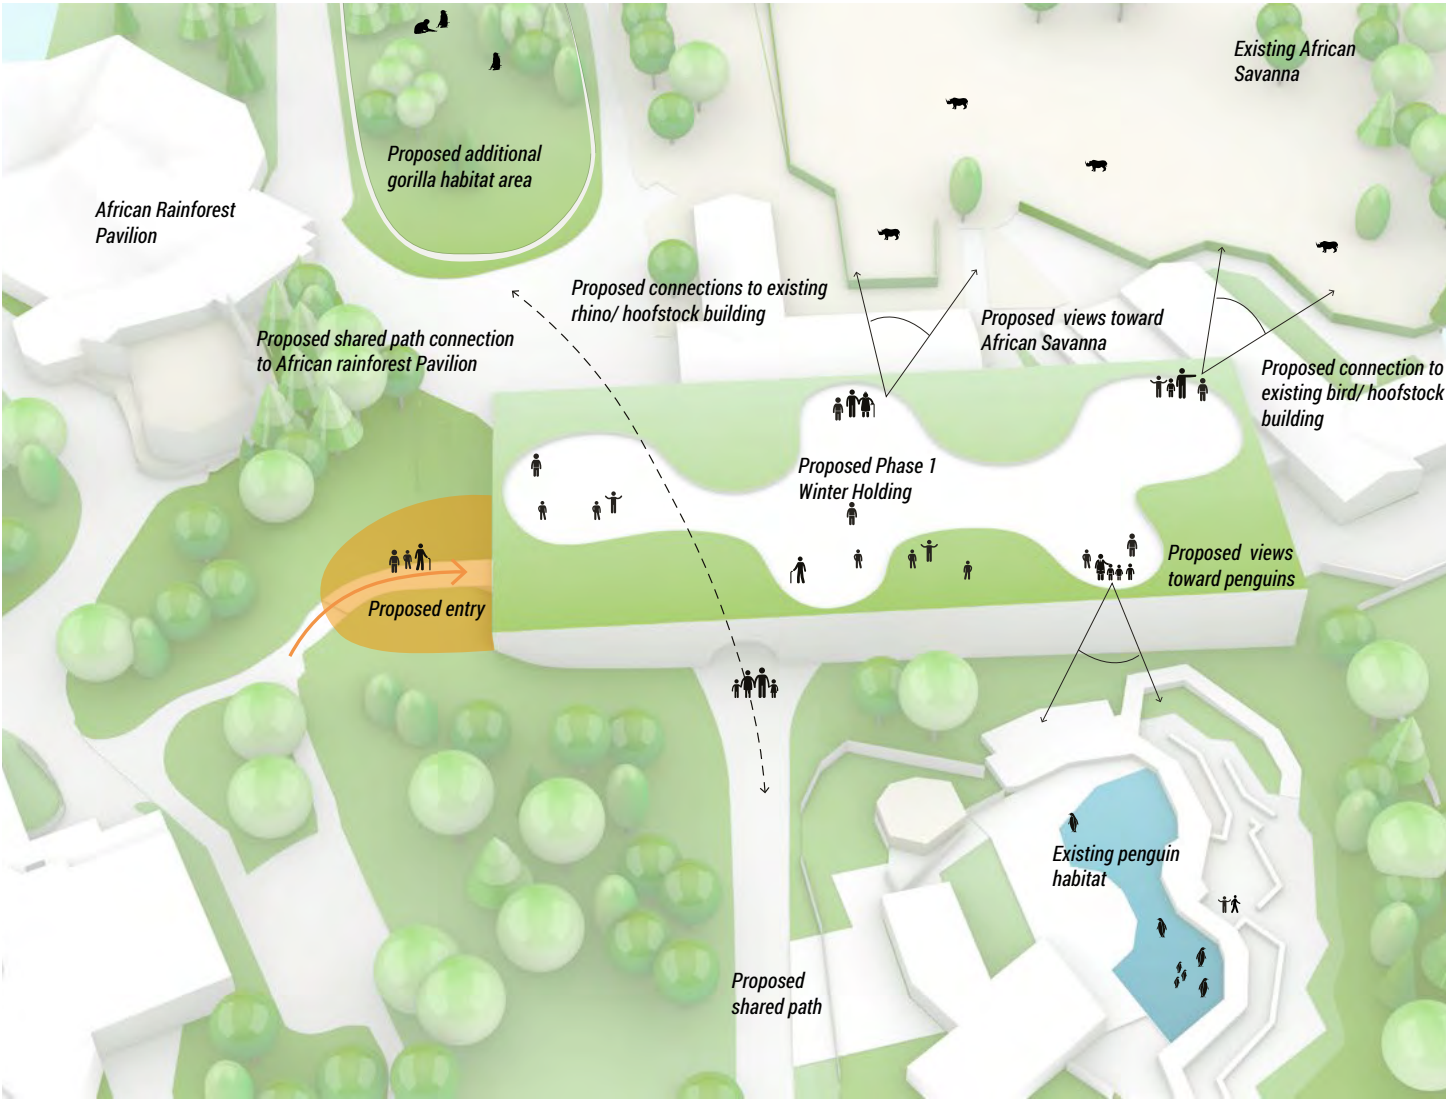 Existing African
Savanna
Proposed additional
gorilla habitat area
African Rainforest
Pavilion
Proposed connections to existing
rhino/ hoofstock building
Proposed views toward
African Savanna
Proposed shared path connection
to African rainforest Pavilion
Proposed connection to
existing bird/ hoofstock
building
Proposed Phase 1
Winter Holding
Proposed views
toward penguins
Proposed entry
Existing penguin
habitat
Proposed
shared path